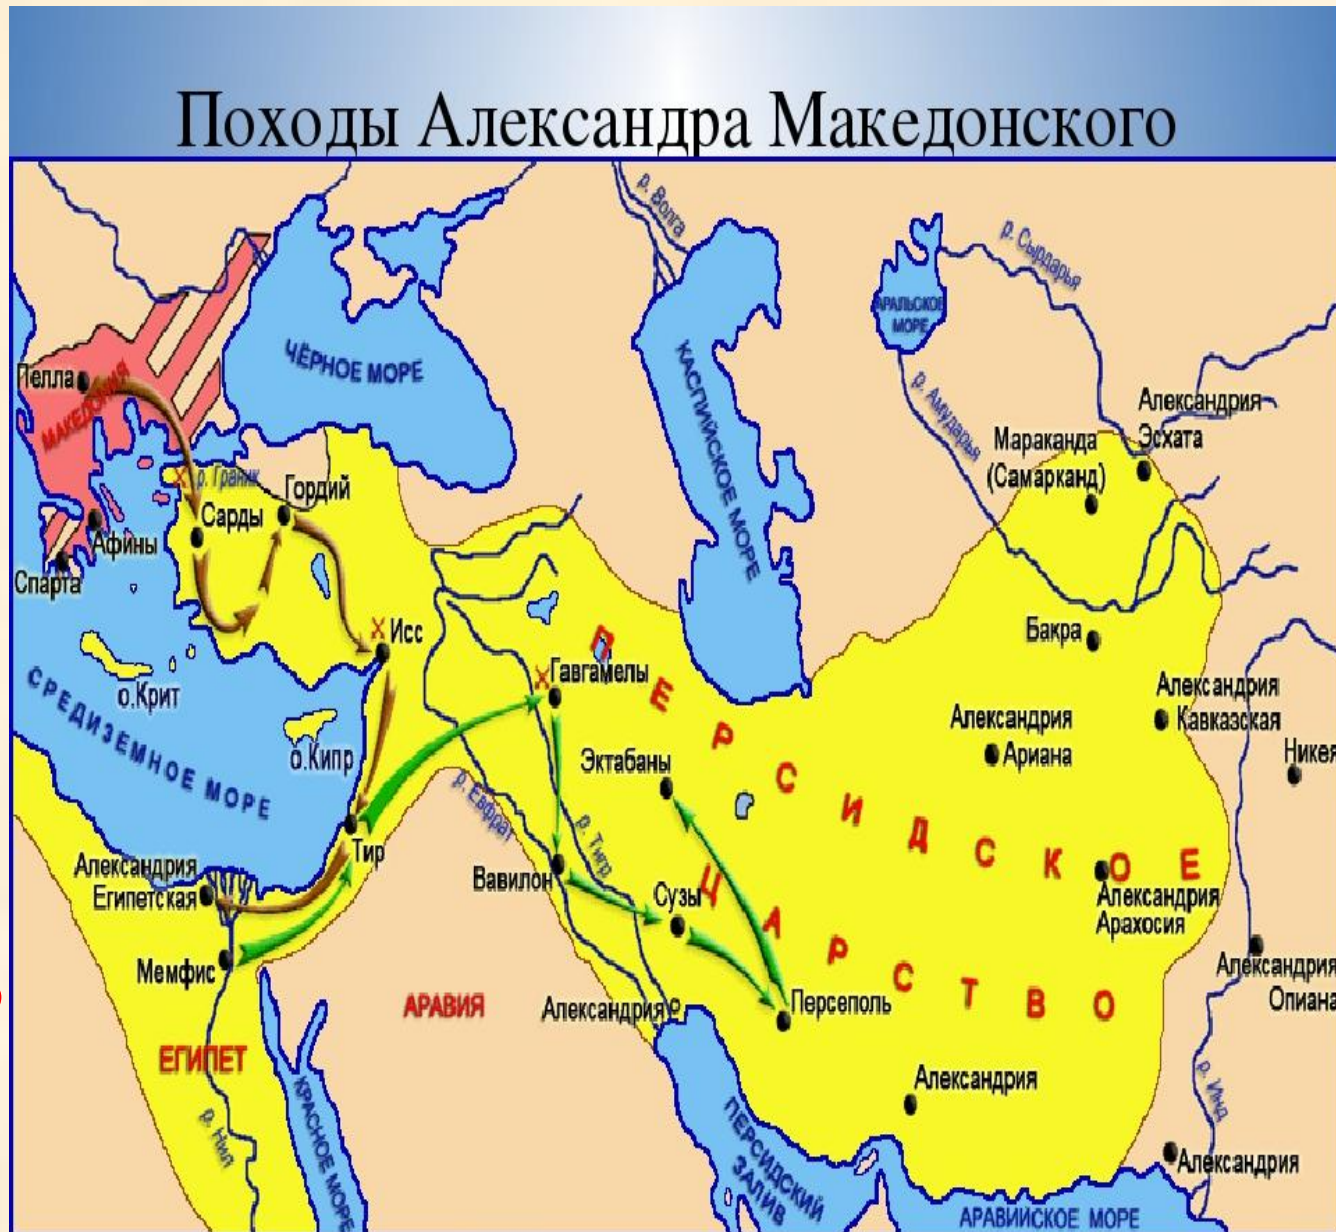 Походы Александра Македонского
р. Волга
р. Сырдарья
АРАЛЬСКОЕ
МОРЕ
ЧЁРНОЕ МОРЕ
КАСПИЙСКОЕ МОРЕ
р. Амударья
Пелла
МАКЕДОНИЯ
Александрия
Эсхата
Мараканда
(Самарканд)
р. Граник
Гордий
Сарды
Афины
Спарта
Исс
Бакра
о.Крит
СРЕДИЗЕМНОЕ МОРЕ
о.Кипр
Гавгамелы
ПЕРСИДСКОЕ
ЦАРСТВО
Александрия
Кавказская
Александрия
Ариана
Никея
Эктабаны
р. Евфрат
р. Тигр
Тир
Александрия
Египетская
Вавилон
Сузы
Александрия
Арахосия
Мемфис
Александрия
Опиана
АРАВИЯ
Александрия
Персеполь
ЕГИПЕТ
р. Нил
КРАСНОЕ МОРЕ
Александрия
р. Инд
ПЕРСИДСКИЙ
ЗАЛИВ
Александрия
АРАВИЙСКОЕ МОРЕ